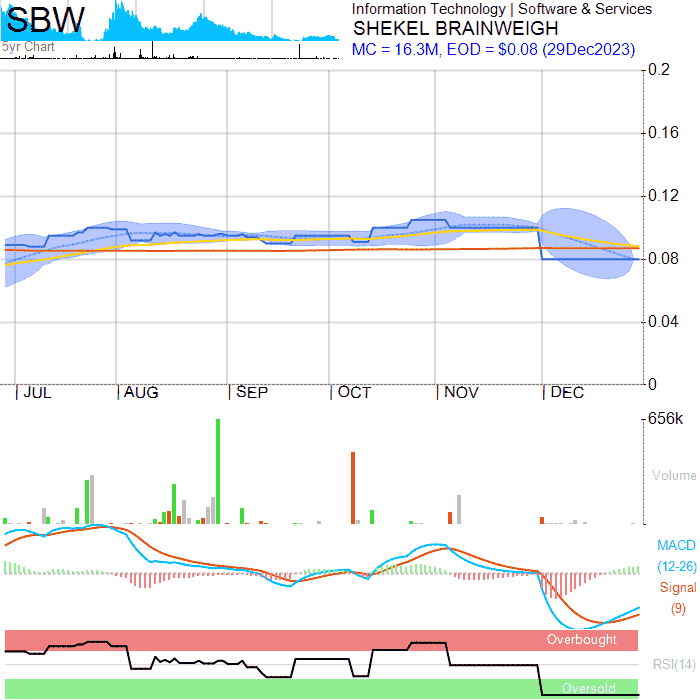 SBW
5yr Chart
Information Technology | Software & Services
SHEKEL BRAINWEIGH
MC = 16.3M, EOD = $0.08 (29Dec2023)
0.2
0.16
0.12
0.08
0.04
0
JUL AUG SEP OCT NOV DEC
656k
Volume
MACD
(12-26)
Signal
(9)
Overbought
RSI(14)
Oversold